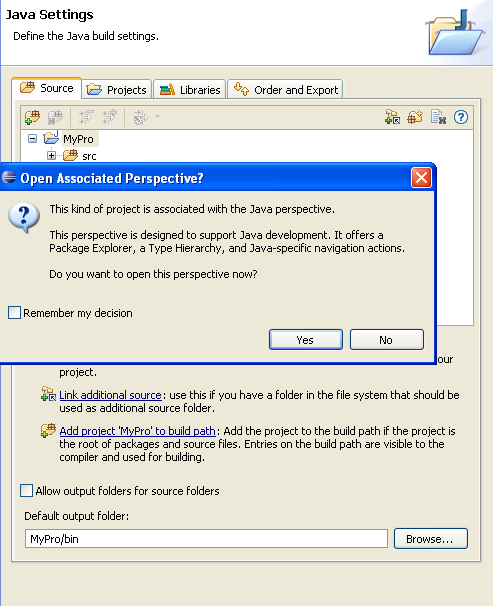 Java Settings
Define the Java build settings.
Source Projects Libraries Order and Export
MyPro
src
Open Associated Perspective?
This kind of project is associated with the Java perspective.
This perspective is designed to support Java development. It offers a
Package Explorer, a Type Hierarchy, and Java-specific navigation actions.
Do you want to open this perspective now?
Remember my decision
Yes No
our
project.
Link additional source: use this if you have a folder in the file system that should be
used as additional source folder.
Add project 'MyPro' to build path: Add the project to the build path if the project is
the root of packages and source files. Entries on the build path are visible to the
compiler and used for building.
Allow output folders for source folders
Default output folder:
MyPro/bin Browse...